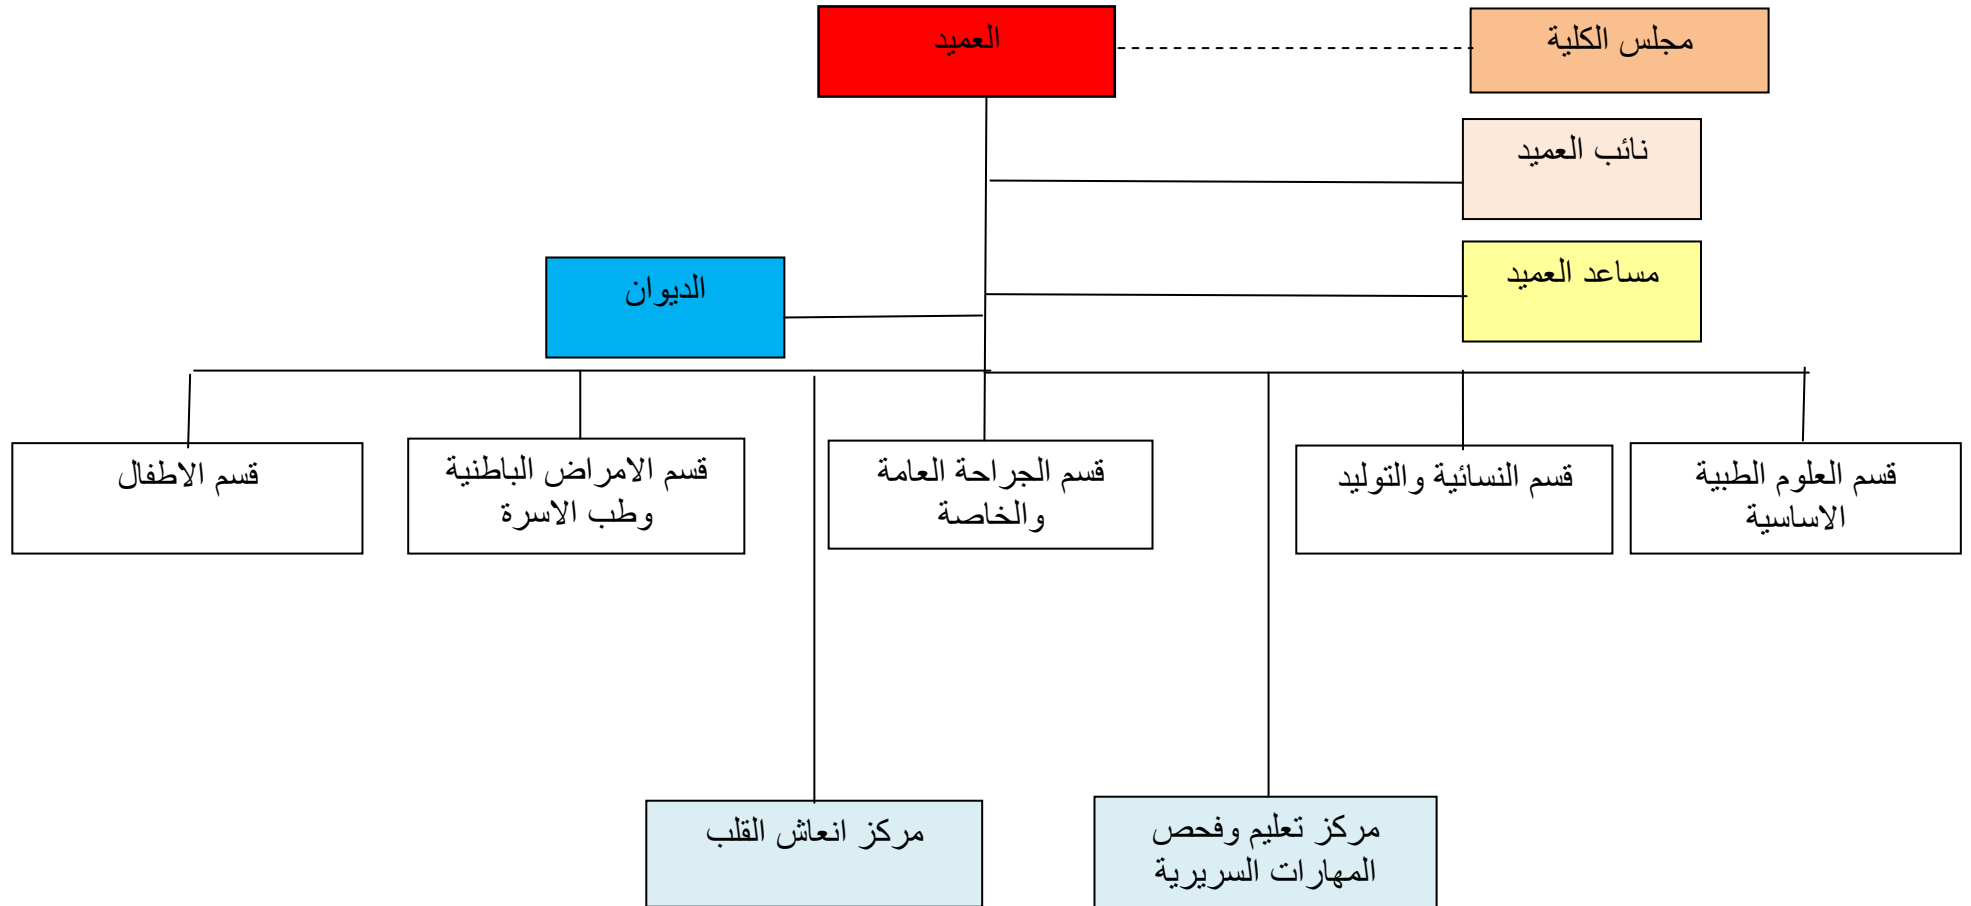 مجلس الكلية
العميد
نائب العميد
مساعد العميد
الديوان
قسم العلوم الطبية
الاساسية
قسم النسائية والتوليد
قسم الجراحة العامة
والخاصة
قسم الامراض الباطنية
وطب الاسرة
قسم الاطفال
مركز تعليم وفحص
المهارات السريرية
مركز انعاش القلب